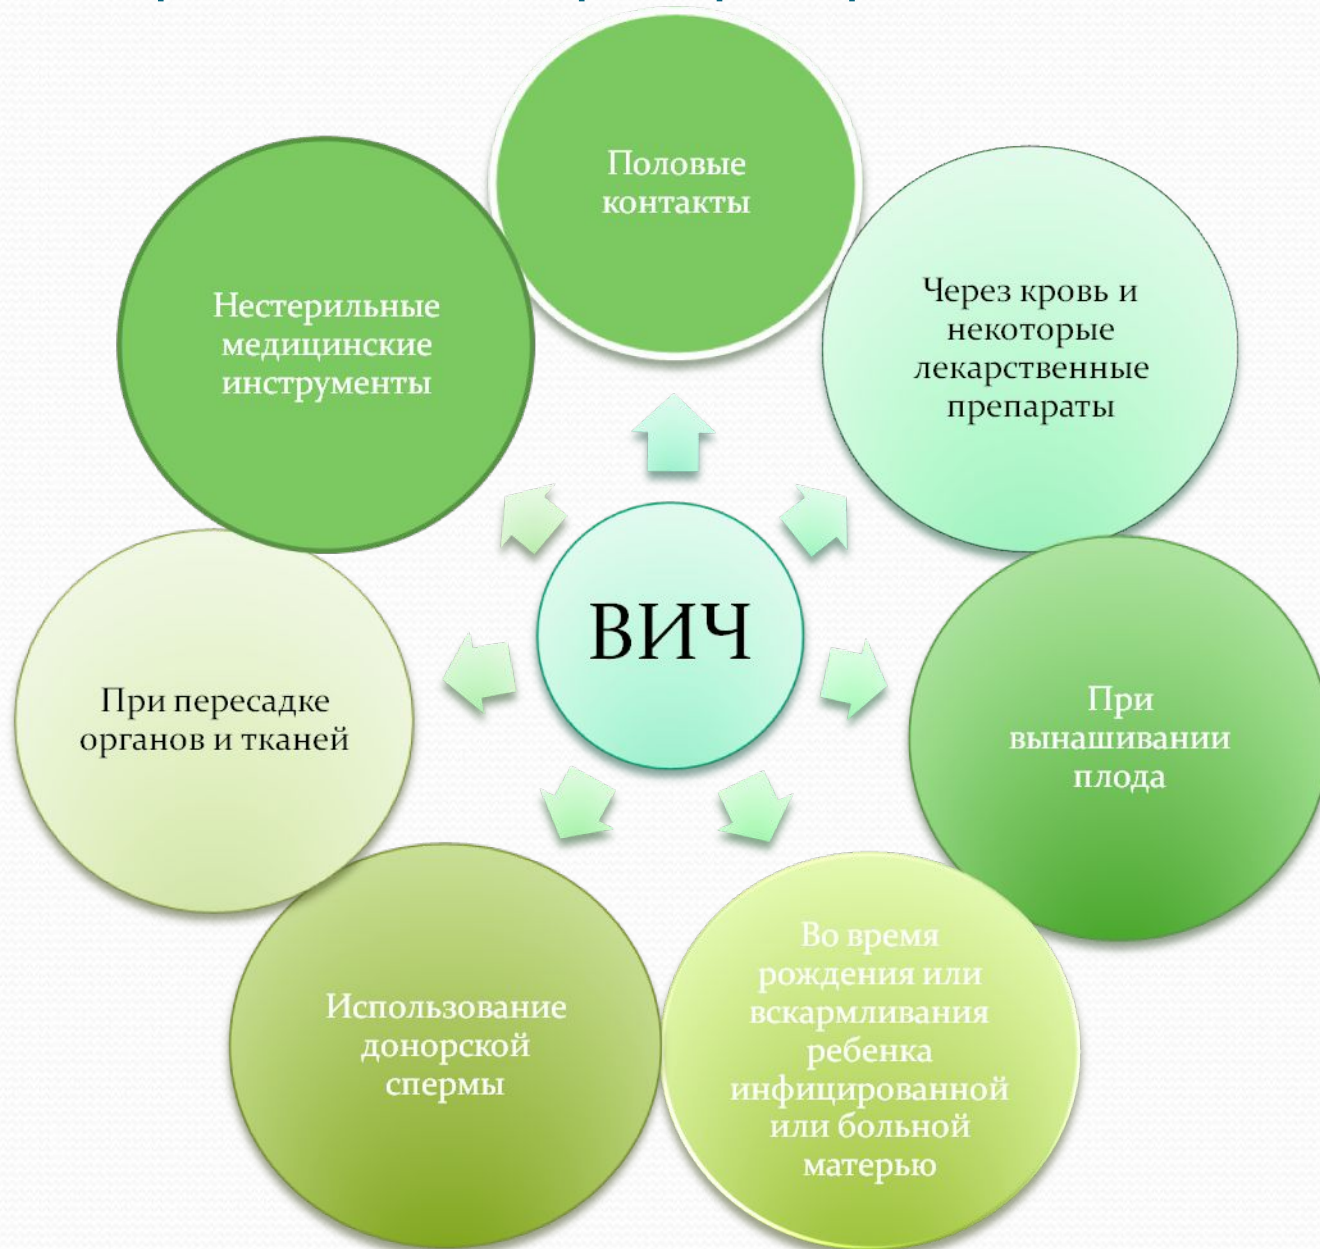 Половые
контакты
Через кровь и
некоторые
лекарственные
препараты
При
вынашивании
плода
Во время
рождения или
вскармливания
ребенка
инфицированной
или больной
матерью
Использование
донорской
спермы
При пересадке
органов и тканей
Нестерильные
медицинские
инструменты
ВИЧ